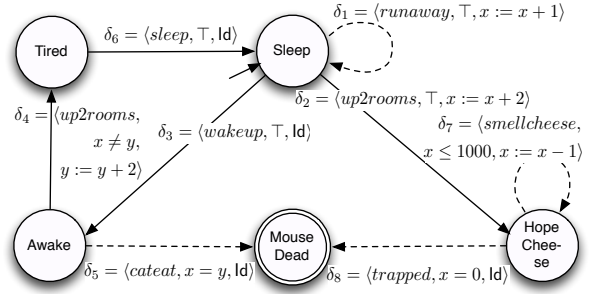 δ₁ = ⟨runaway, ⊤, x := x + 1⟩
Tired
δ₆ = ⟨sleep, ⊤, Id⟩
Sleep
δ₂ = ⟨up2rooms, ⊤, x := x + 2⟩
δ₄ = ⟨up2rooms,
x ≠ y,
y := y + 2⟩
δ₃ = ⟨wakeup, ⊤, Id⟩
δ₇ = ⟨smellcheese,
x ≤ 1000, x := x − 1⟩
Awake
Mouse
Dead
Hope
Chee-
se
δ₅ = ⟨cateat, x = y, Id⟩
δ₈ = ⟨trapped, x = 0, Id⟩